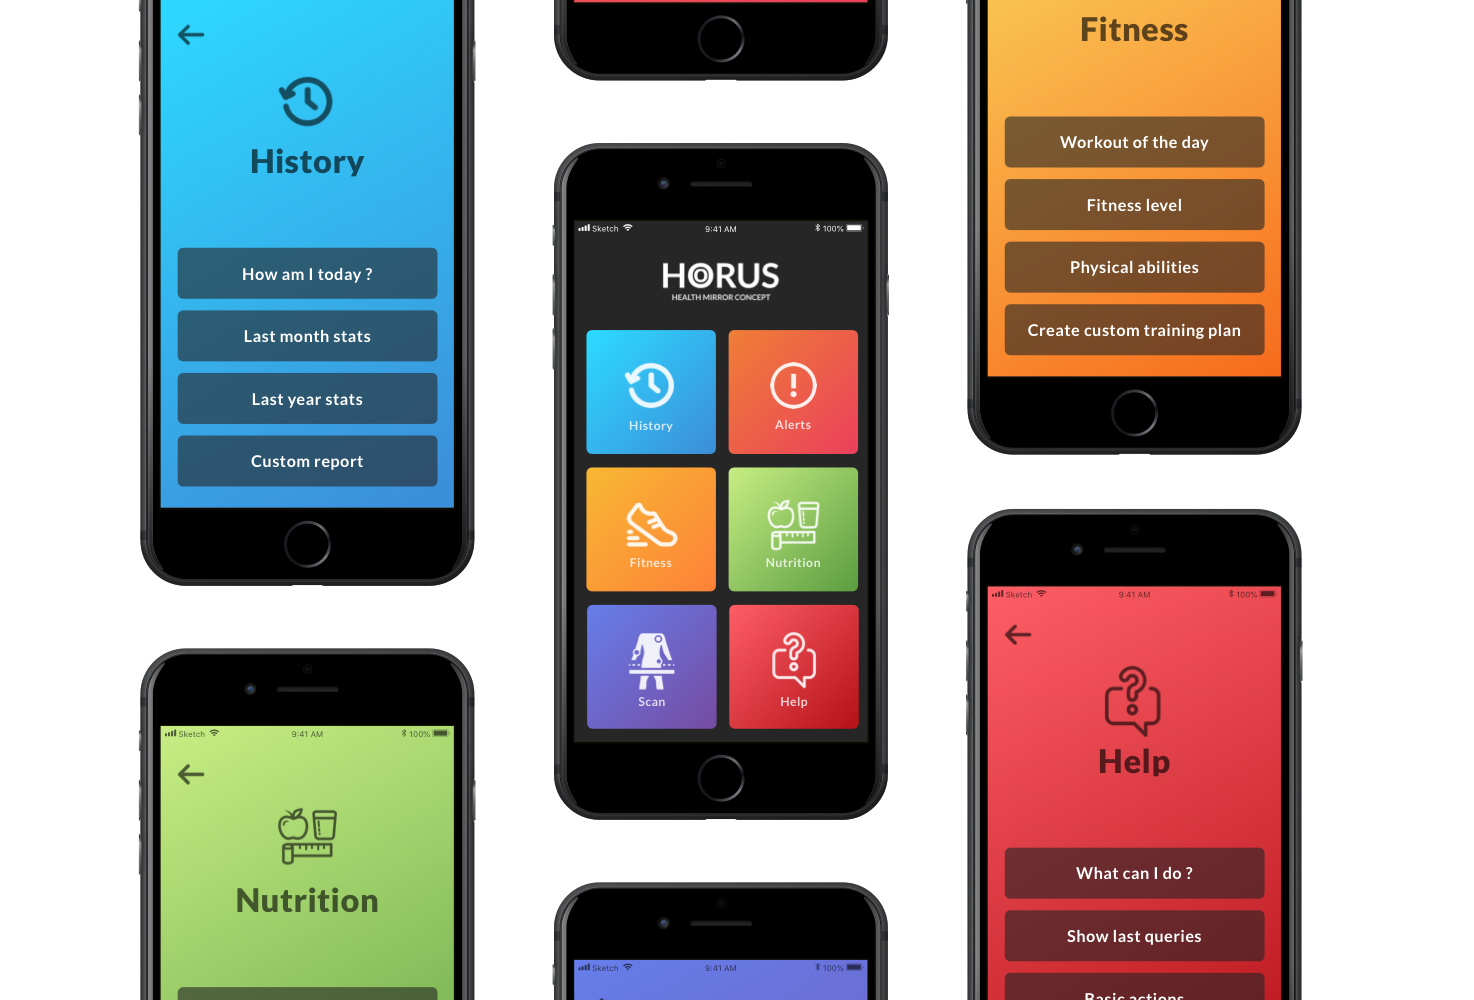 History
How am I today ?
Last month stats
Last year stats
Custom report
Sketch 9:41 AM 100%
Nutrition
Sketch 9:41 AM 100%
HORUS
HEALTH MIRROR CONCEPT
History
Alerts
Fitness
Nutrition
Scan
Help
Sketch 9:41 AM 100%
Fitness
Workout of the day
Fitness level
Physical abilities
Create custom training plan
Sketch 9:41 AM 100%
Help
What can I do ?
Show last queries
Basic actions